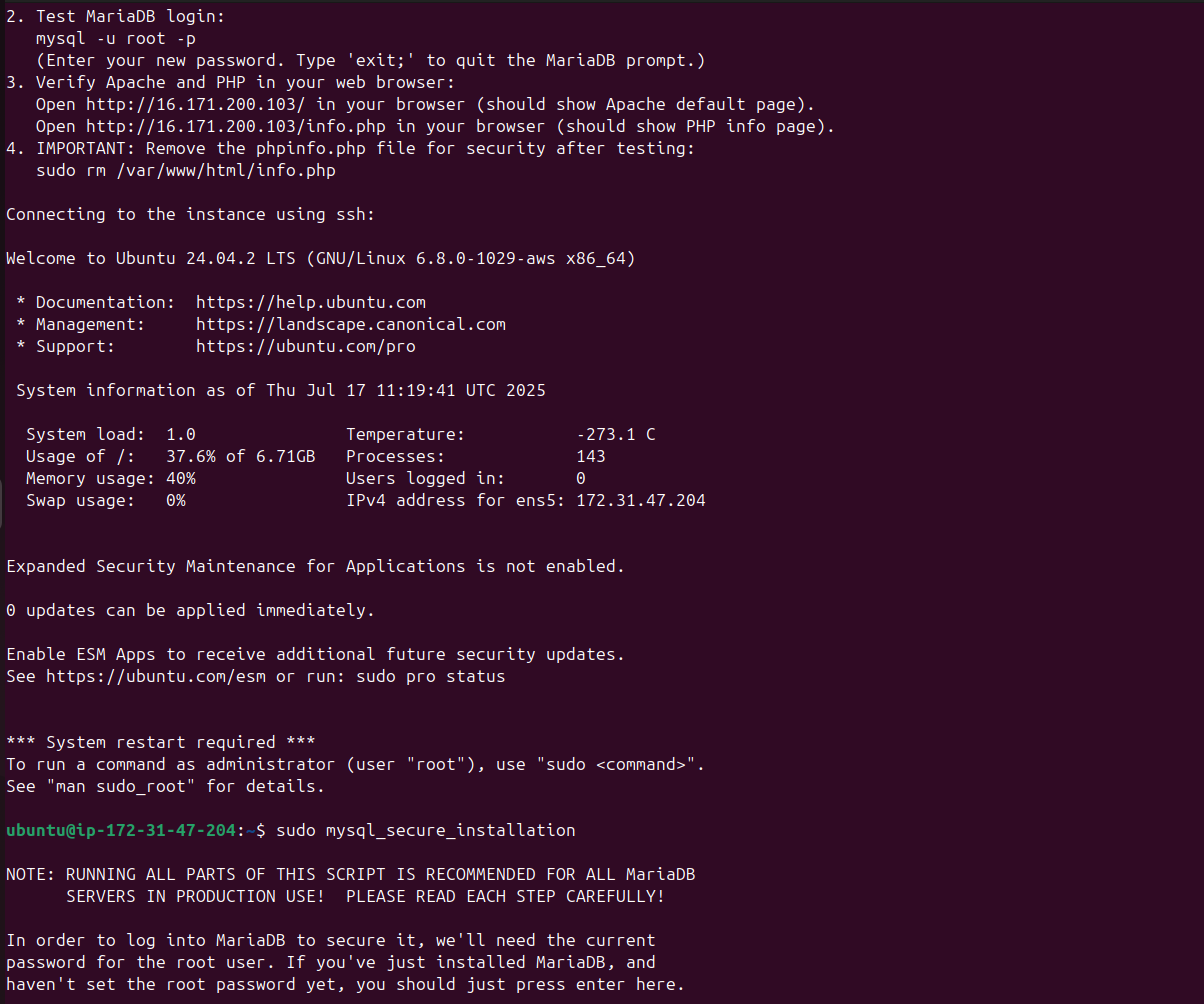 2. Test MariaDB login:
   mysql -u root -p
   (Enter your new password. Type 'exit;' to quit the MariaDB prompt.)
3. Verify Apache and PHP in your web browser:
   Open http://16.171.200.103/ in your browser (should show Apache default page).
   Open http://16.171.200.103/info.php in your browser (should show PHP info page).
4. IMPORTANT: Remove the phpinfo.php file for security after testing:
   sudo rm /var/www/html/info.php

Connecting to the instance using ssh:

Welcome to Ubuntu 24.04.2 LTS (GNU/Linux 6.8.0-1029-aws x86_64)

 * Documentation:  https://help.ubuntu.com
 * Management:     https://landscape.canonical.com
 * Support:        https://ubuntu.com/pro

 System information as of Thu Jul 17 11:19:41 UTC 2025

  System load:  1.0               Temperature:           -273.1 C
  Usage of /:   37.6% of 6.71GB   Processes:             143
  Memory usage: 40%               Users logged in:       0
  Swap usage:   0%                IPv4 address for ens5: 172.31.47.204


Expanded Security Maintenance for Applications is not enabled.

0 updates can be applied immediately.

Enable ESM Apps to receive additional future security updates.
See https://ubuntu.com/esm or run: sudo pro status


*** System restart required ***
To run a command as administrator (user "root"), use "sudo <command>".
See "man sudo_root" for details.

ubuntu@ip-172-31-47-204:~$ sudo mysql_secure_installation

NOTE: RUNNING ALL PARTS OF THIS SCRIPT IS RECOMMENDED FOR ALL MariaDB
      SERVERS IN PRODUCTION USE!  PLEASE READ EACH STEP CAREFULLY!

In order to log into MariaDB to secure it, we'll need the current
password for the root user. If you've just installed MariaDB, and
haven't set the root password yet, you should just press enter here.